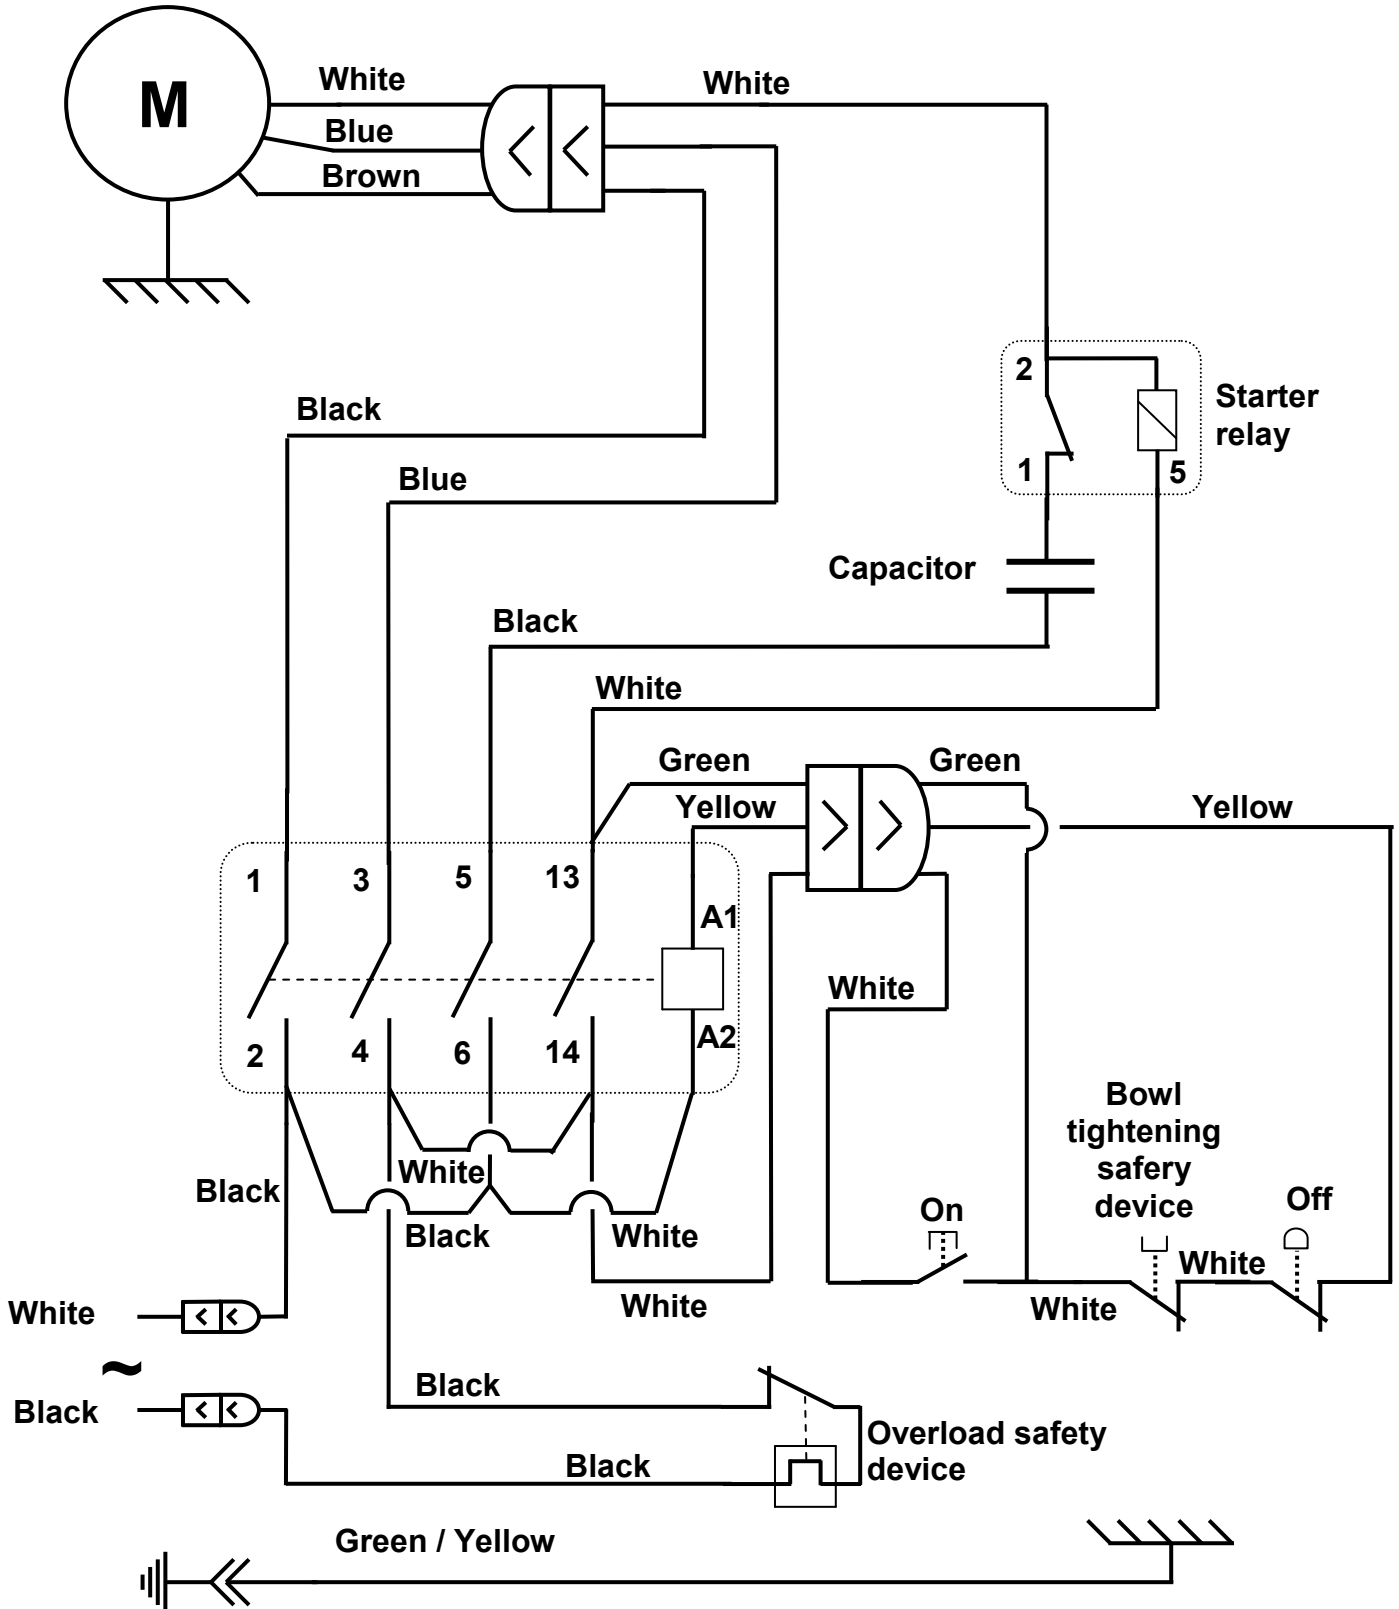 White
White
M
Blue
Brown
2
Starter
relay
Black
1
5
Blue
Capacitor
Black
White
Green
Green
Yellow
Yellow
1
3
5
13
A1
White
2
4
6
14
A2
Bowl
tightening
safery
device
White
Black
Off
On
Black
White
White
White
White
White
~
Black
Black
Overload safety
device
Black
Green / Yellow